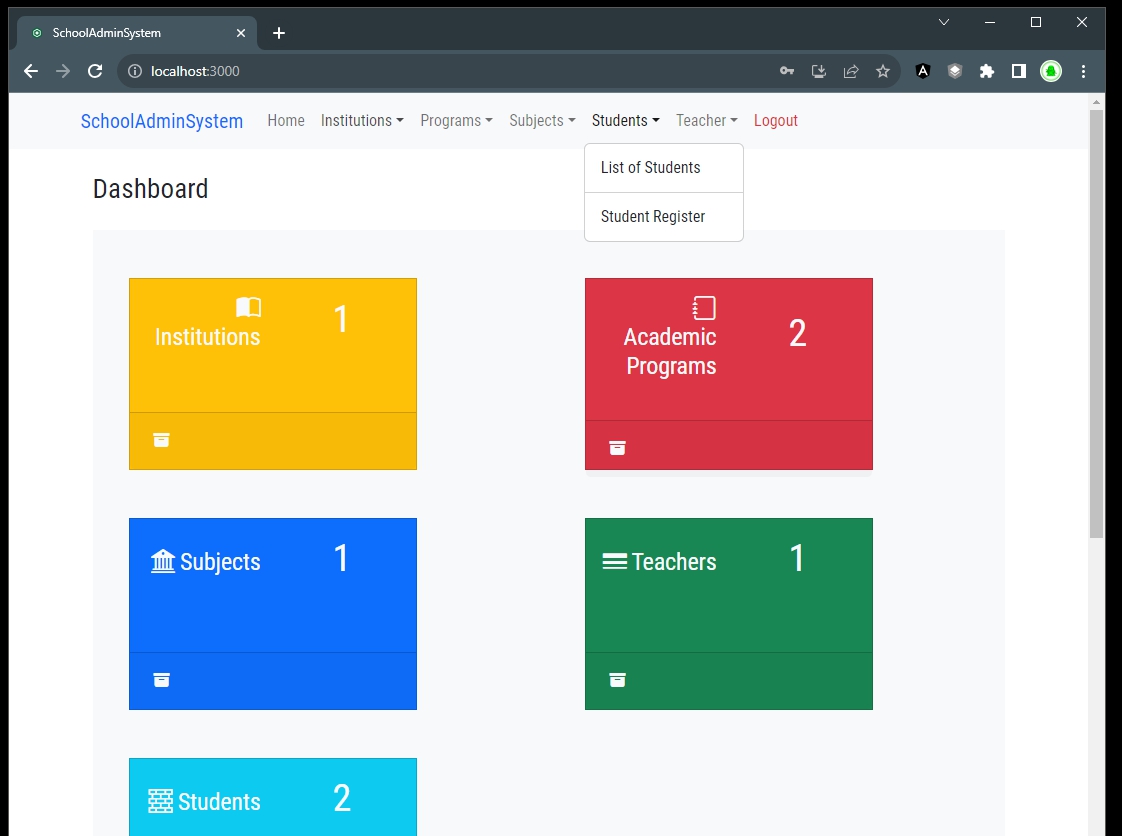 SchoolAdminSystem
localhost:3000
SchoolAdminSystem Home Institutions Programs Subjects Students Teacher Logout
List of Students
Student Register
Dashboard
Institutions 1
Academic Programs 2
Subjects 1
Teachers 1
Students 2